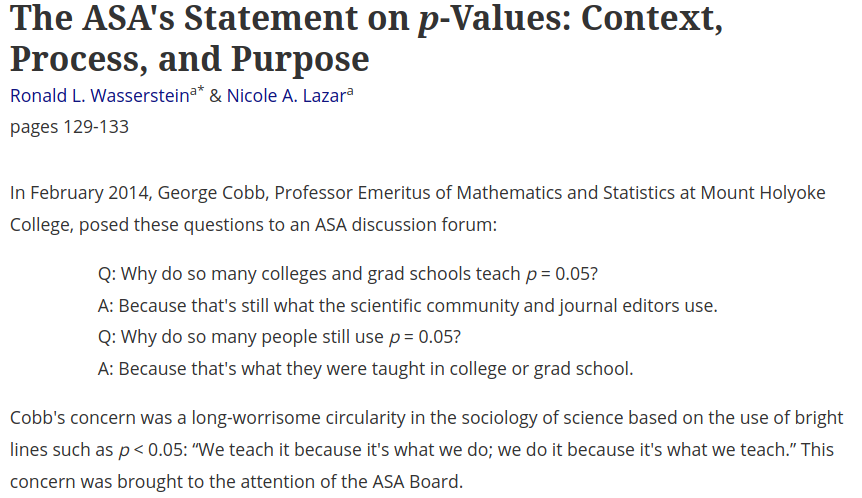 The ASA's Statement on p-Values: Context,
Process, and Purpose
Ronald L. Wassersteina* & Nicole A. Lazara
pages 129-133
In February 2014, George Cobb, Professor Emeritus of Mathematics and Statistics at Mount Holyoke
College, posed these questions to an ASA discussion forum:
Q: Why do so many colleges and grad schools teach p = 0.05?
A: Because that's still what the scientific community and journal editors use.
Q: Why do so many people still use p = 0.05?
A: Because that's what they were taught in college or grad school.
Cobb's concern was a long-worrisome circularity in the sociology of science based on the use of bright
lines such as p < 0.05: “We teach it because it's what we do; we do it because it's what we teach.” This
concern was brought to the attention of the ASA Board.